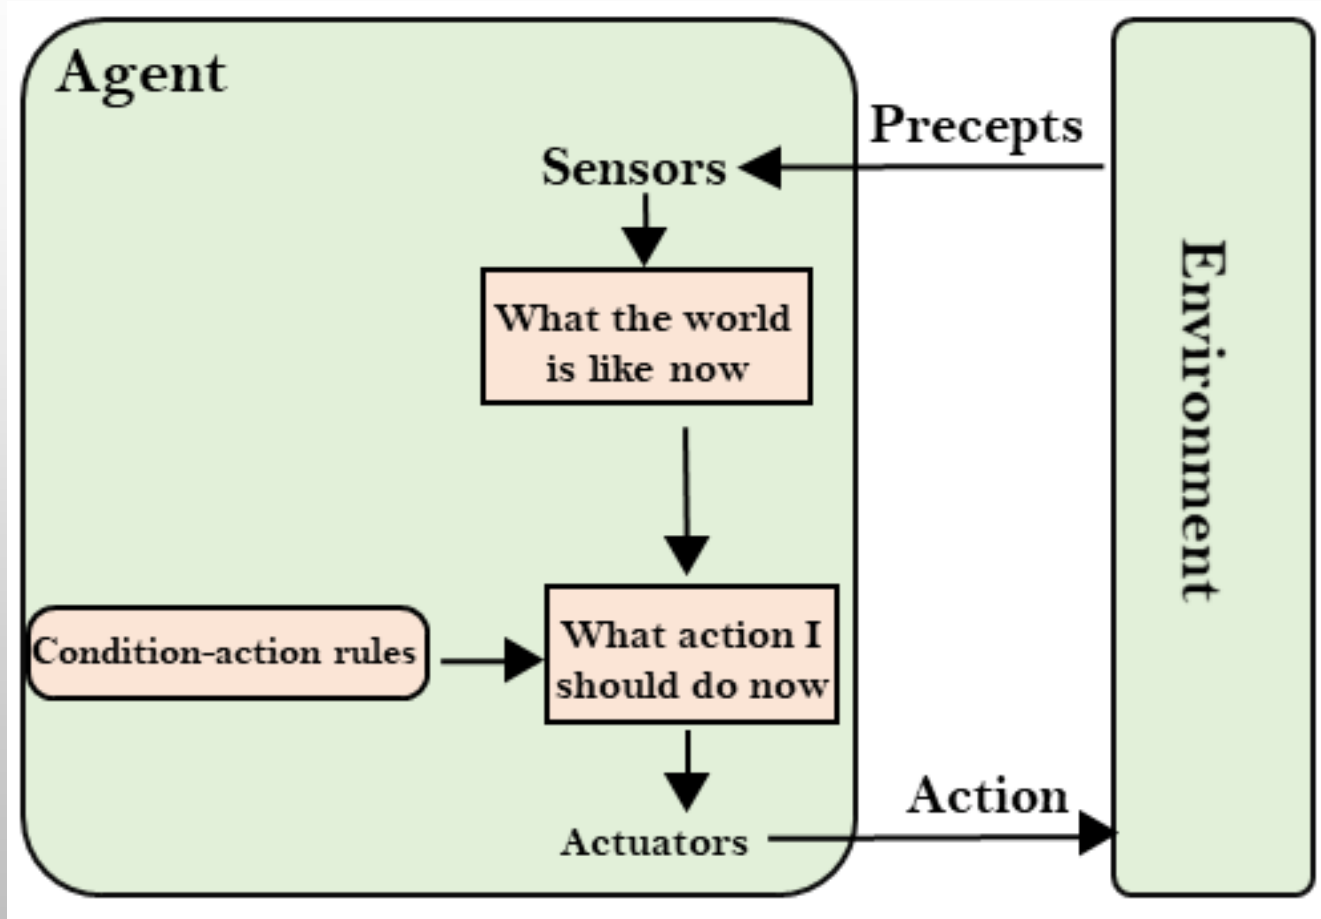 Agent
Precepts
Sensors
What the world
is like now
Environment
Condition-action rules
What action I
should do now
Action
Actuators